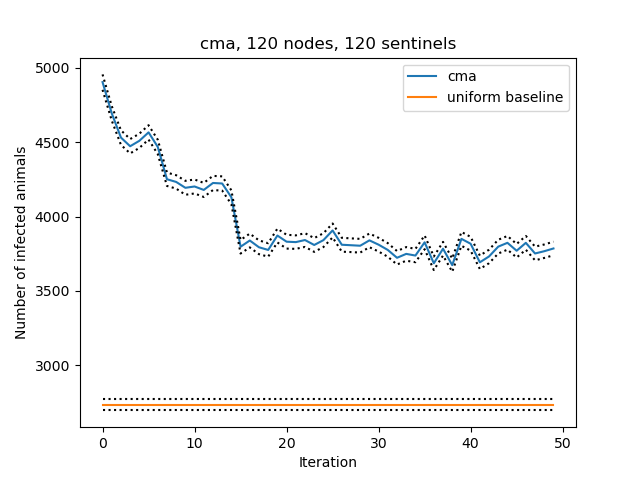 cma, 120 nodes, 120 sentinels
5000
4500
4000
3500
3000
Number of infected animals
cma
uniform baseline
0 10 20 30 40 50
Iteration